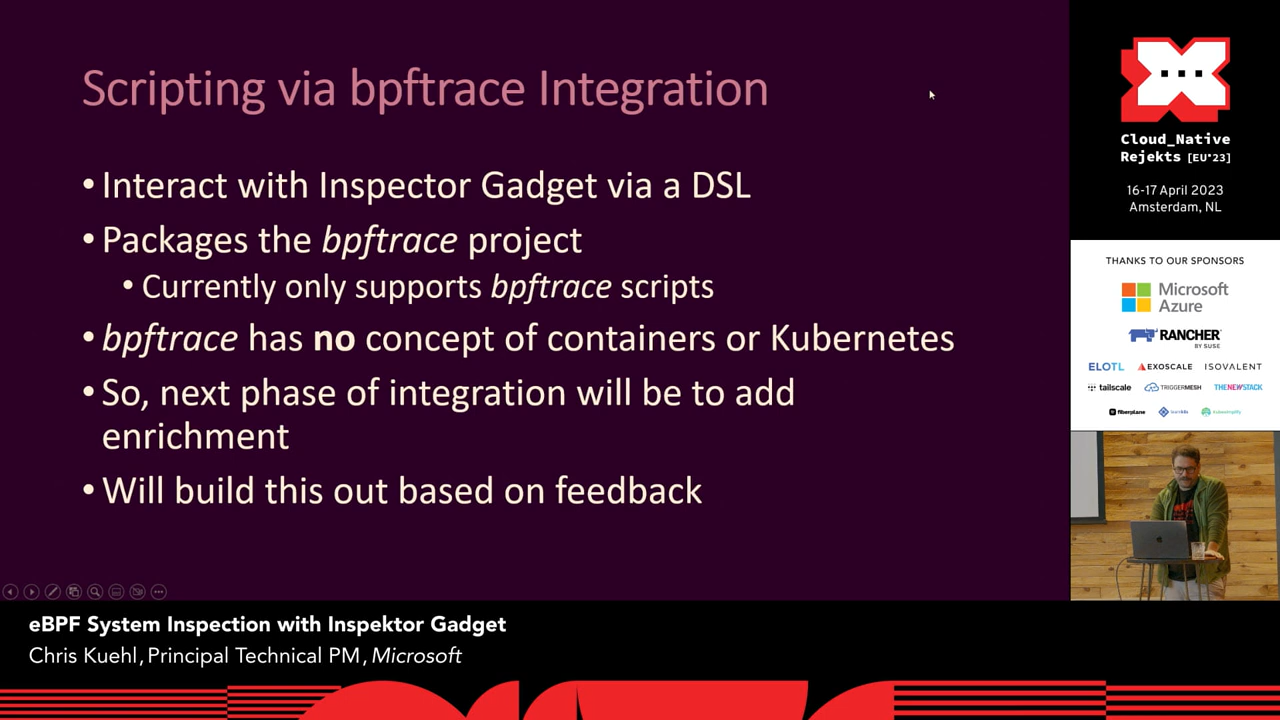 Scripting via bpftrace Integration
• Interact with Inspector Gadget via a DSL
• Packages the bpftrace project
• Currently only supports bpftrace scripts
• bpftrace has no concept of containers or Kubernetes
• So, next phase of integration will be to add
enrichment
• Will build this out based on feedback
Cloud_Native
Rejekts [EU'23]
16-17 April 2023
Amsterdam, NL
THANKS TO OUR SPONSORS
Microsoft
Azure
RANCHER
BY SUSE
ELOTL EXOSCALE ISOVALENT
tailscale TRIGGERMESH THENEWSTACK
fiberplane
eBPF System Inspection with Inspektor Gadget
Chris Kuehl, Principal Technical PM, Microsoft